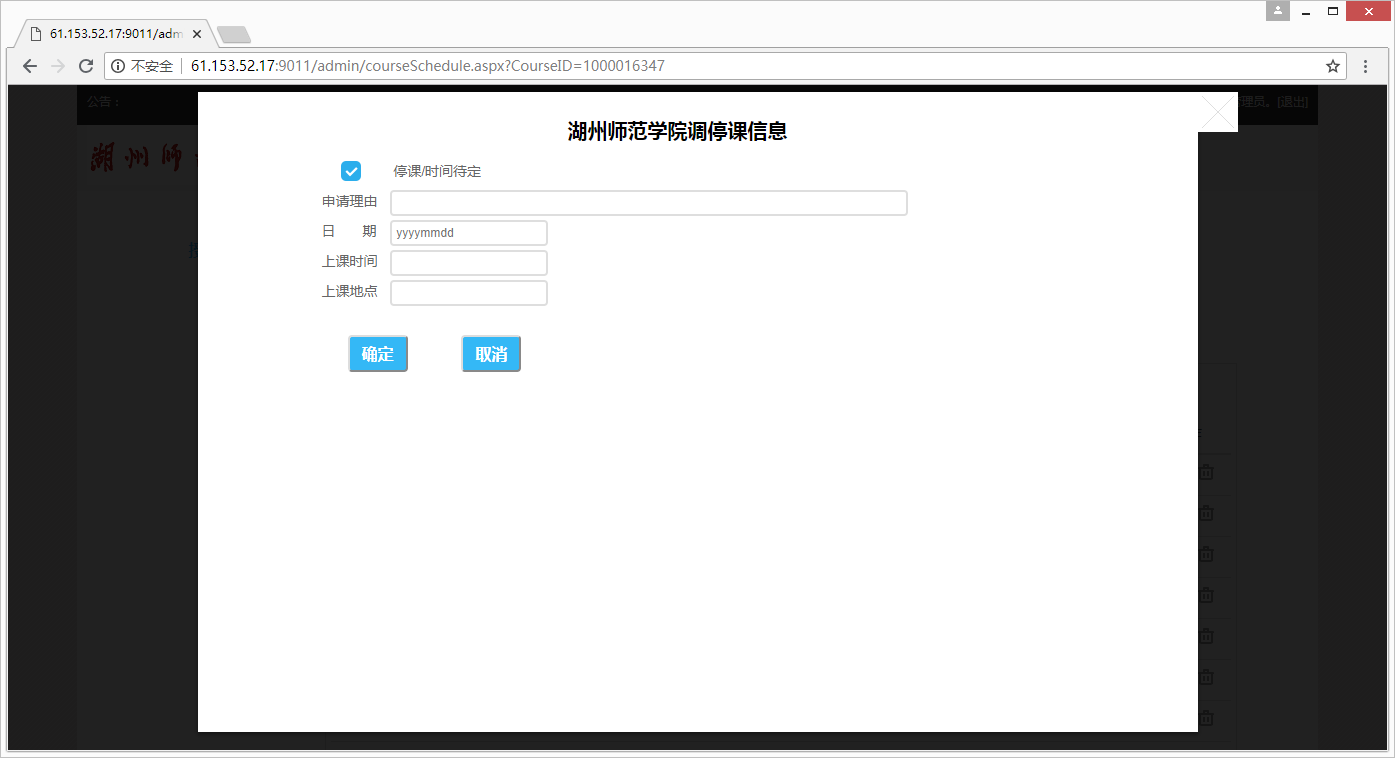 61.153.52.17:9011/adm
不安全
61.153.52.17:9011/admin/courseSchedule.aspx?CourseID=1000016347
公告：
理员，[退出]
湖州师
湖州师范学院调停课信息
停课/时间待定
申请理由
日 期
yyyymmdd
上课时间
上课地点
确定 取消